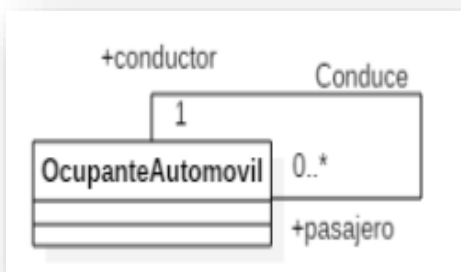 +conductor
Conduce
1
OcupanteAutomovil
0..*
+pasajero